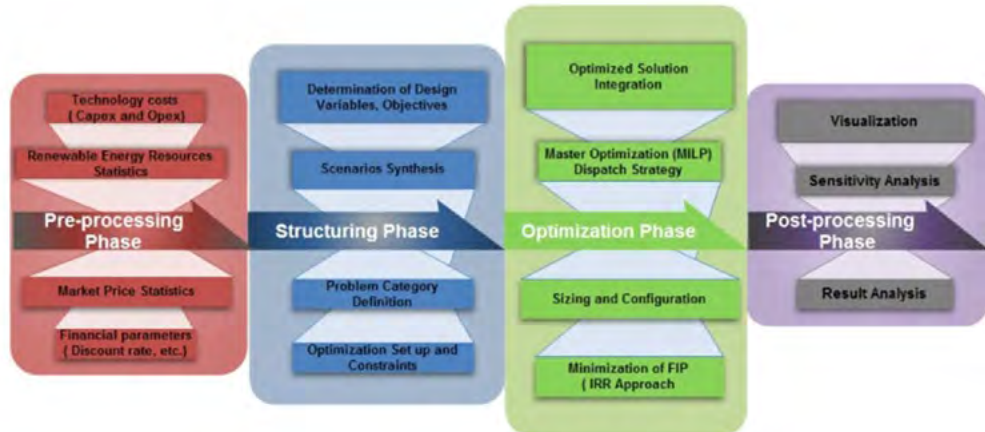 Technology costs
( Capex and Opex)
Renewable Energy Resources
Statistics
Pre-processing
Phase
Market Price Statistics
Financial parameters
( Discount rate, etc.)
Determination of Design
Variables, Objectives
Scenarios Synthesis
Structuring Phase
Problem Category
Definition
Optimization Set up and
Constraints
Optimized Solution
Integration
Master Optimization (MILP)
Dispatch Strategy
Optimization Phase
Sizing and Configuration
Minimization of FIP
( IRR Approach
Visualization
Sensitivity Analysis
Post-processing
Phase
Result Analysis